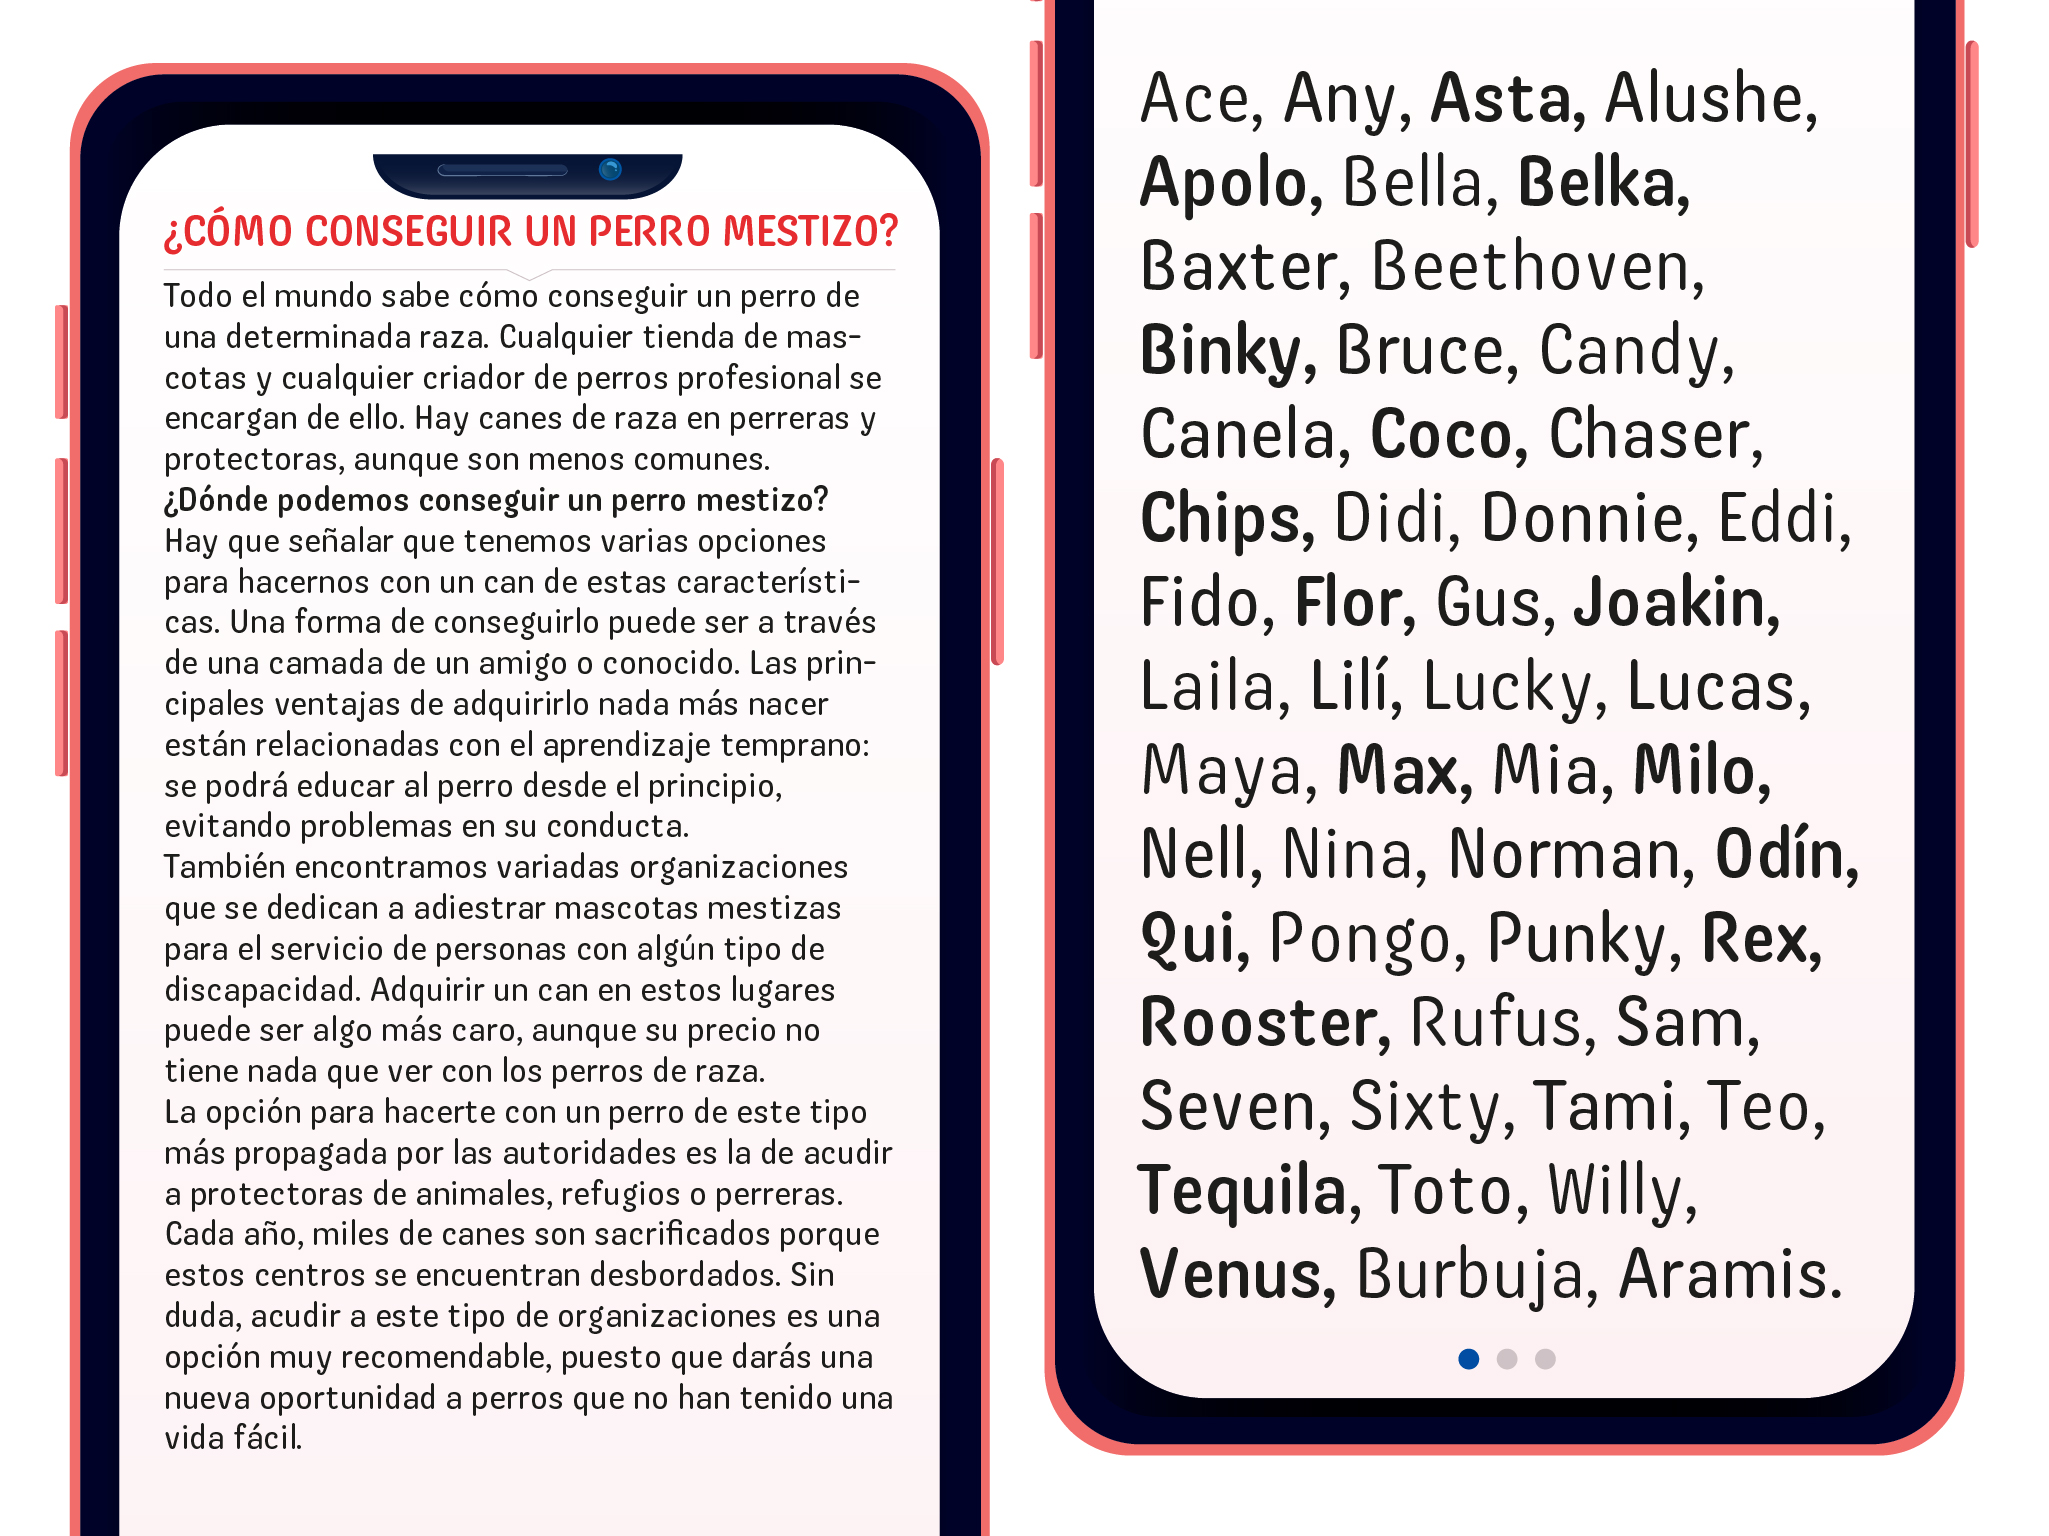 ¿CÓMO CONSEGUIR UN PERRO MESTIZO?
Todo el mundo sabe cómo conseguir un perro de
una determinada raza. Cualquier tienda de mas-
cotas y cualquier criador de perros profesional se
encargan de ello. Hay canes de raza en perreras y
protectoras, aunque son menos comunes.
¿Dónde podemos conseguir un perro mestizo?
Hay que señalar que tenemos varias opciones
para hacernos con un can de estas característi-
cas. Una forma de conseguirlo puede ser a través
de una camada de un amigo o conocido. Las prin-
cipales ventajas de adquirirlo nada más nacer
están relacionadas con el aprendizaje temprano:
se podrá educar al perro desde el principio,
evitando problemas en su conducta.
También encontramos variadas organizaciones
que se dedican a adiestrar mascotas mestizas
para el servicio de personas con algún tipo de
discapacidad. Adquirir un can en estos lugares
puede ser algo más caro, aunque su precio no
tiene nada que ver con los perros de raza.
La opción para hacerte con un perro de este tipo
más propagada por las autoridades es la de acudir
a protectoras de animales, refugios o perreras.
Cada año, miles de canes son sacrificados porque
estos centros se encuentran desbordados. Sin
duda, acudir a este tipo de organizaciones es una
opción muy recomendable, puesto que darás una
nueva oportunidad a perros que no han tenido una
vida fácil.
Ace, Any, Asta, Alushe,
Apolo, Bella, Belka,
Baxter, Beethoven,
Binky, Bruce, Candy,
Canela, Coco, Chaser,
Chips, Didi, Donnie, Eddi,
Fido, Flor, Gus, Joakin,
Laila, Lilí, Lucky, Lucas,
Maya, Max, Mia, Milo,
Nell, Nina, Norman, Odín,
Qui, Pongo, Punky, Rex,
Rooster, Rufus, Sam,
Seven, Sixty, Tami, Teo,
Tequila, Toto, Willy,
Venus, Burbuja, Aramis.